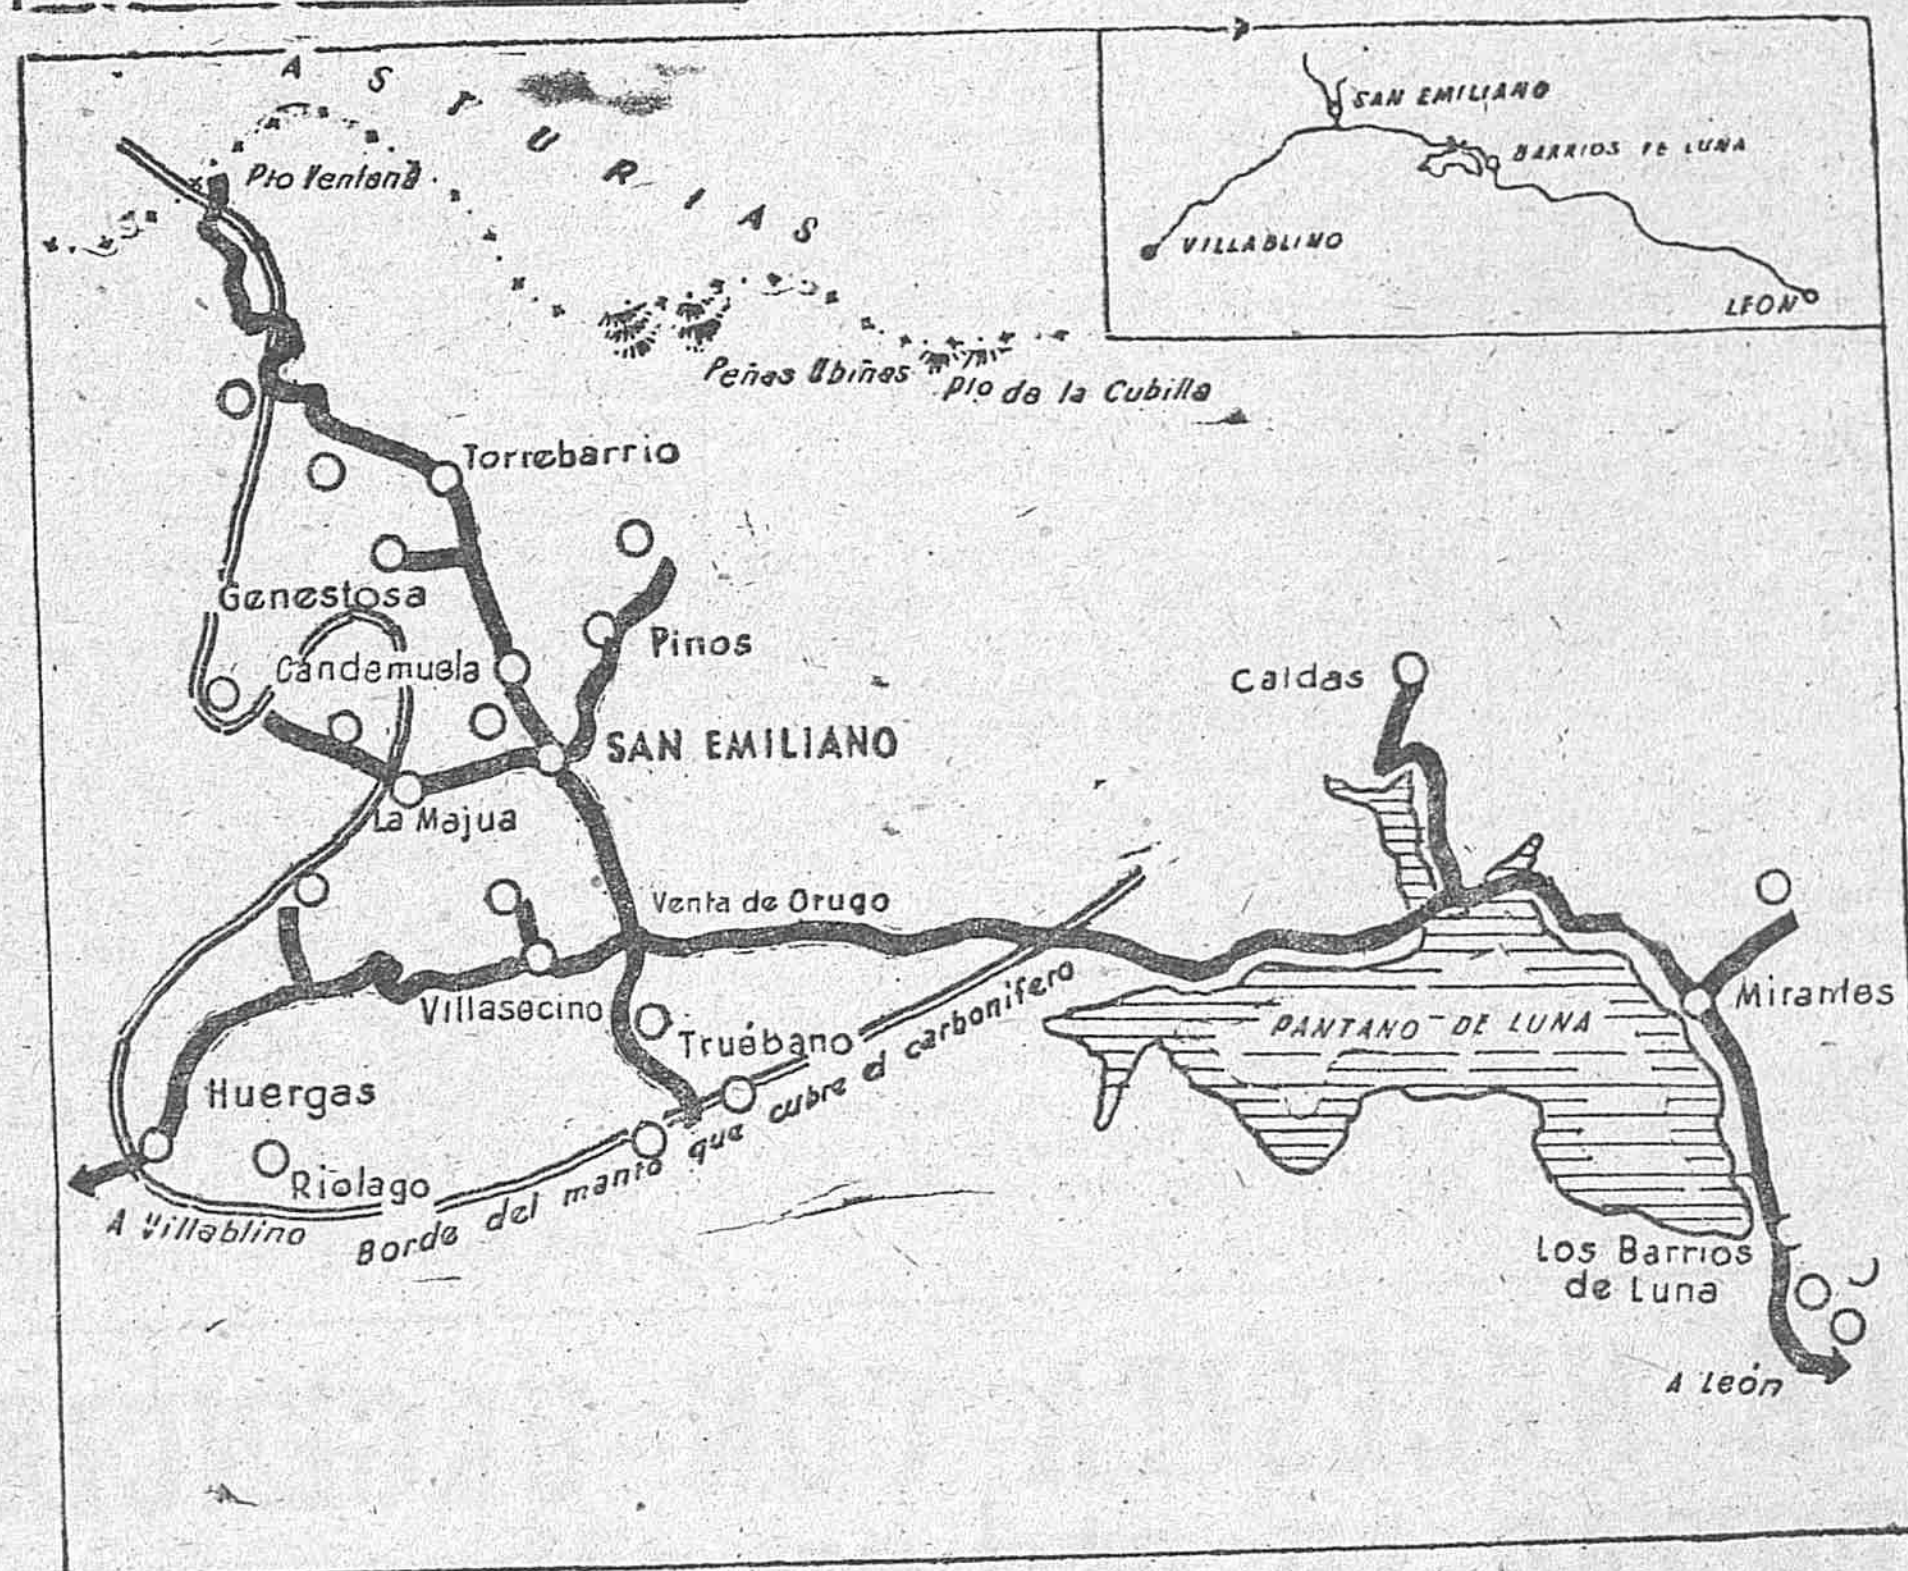 ASTURIAS
Pto Ventana
Peñas Ubiñas
Pto de la Cubilla
SAN EMILIANO
BARRIOS DE LUNA
VILLABLINO
LEON
Torrebarrio
Genestosa
Pinos
Candemuela
SAN EMILIANO
La Majua
Caldas
Venta de Orugo
Villasecino
Truébano
PANTANO DE LUNA
Mirantes
Huergas
Riolago
A Villablino
Borde del manto que cubre el carbonifero
Los Barrios
de Luna
A León